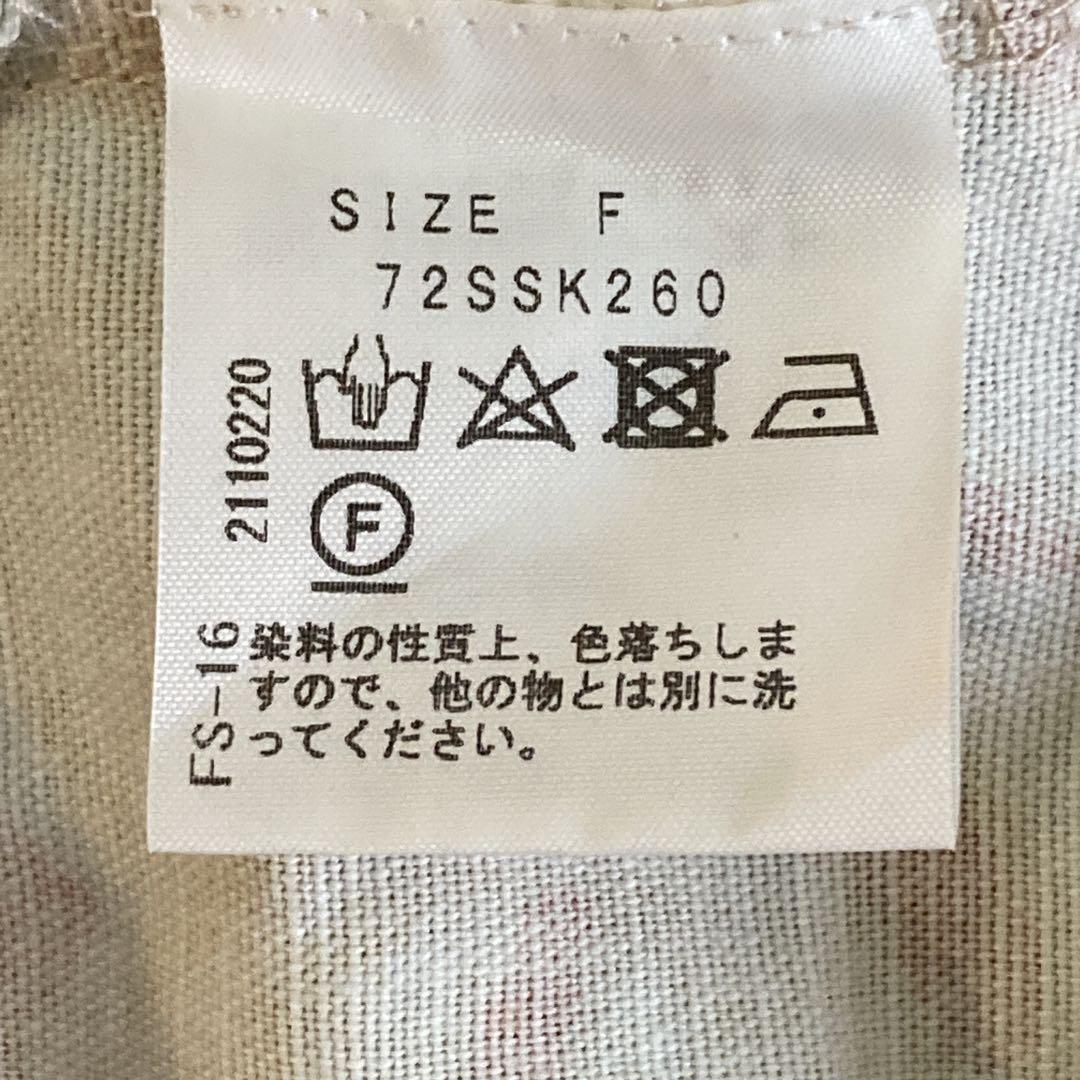 SIZE F
72SSK260
2110220
F
FS-16
染料の性質上、色落ちしま
すので、他の物とは別に洗
ってください。